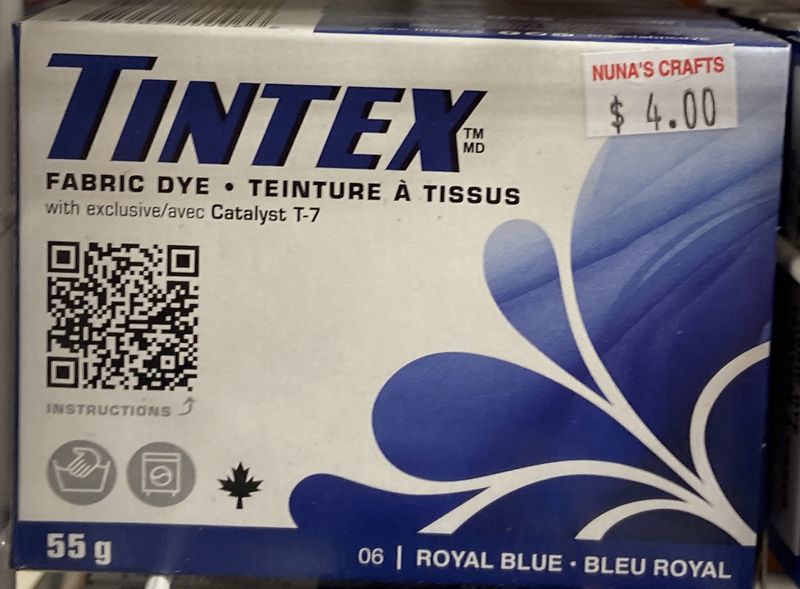 NUNA'S CRAFTS
$ 4.00
TINTEX
TM
MD
FABRIC DYE • TEINTURE À TISSUS
with exclusive/avec Catalyst T-7
INSTRUCTIONS
55 g
06 | ROYAL BLUE • BLEU ROYAL